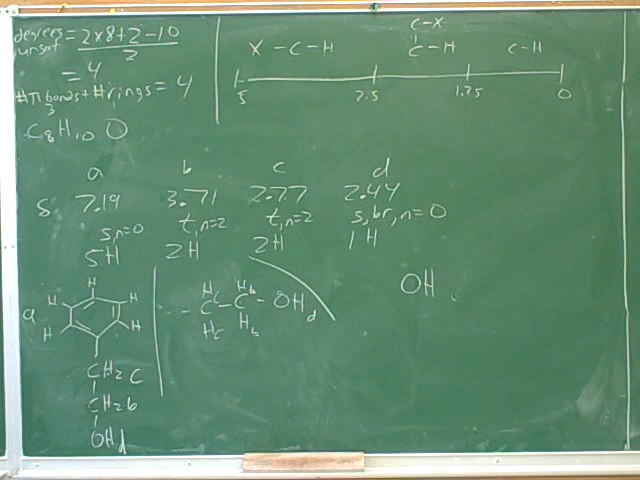 degrees unsat = 2x8+2-10 / 2
= 4
#π bonds + # rings = 4
3 1
C8H10O
C-X
X - C - H C - H C - H
5 2.5 1.75 0
a b c d
S 7.19 3.71 2.77 2.44
s, n=0 t, n=2 t, n=2 s, br, n=0
5H 2H 2H 1H
a H H H H H
CH2 c
CH2 b
OH d
Hc Hb
- C - C - OHd
Hc Hb
OH